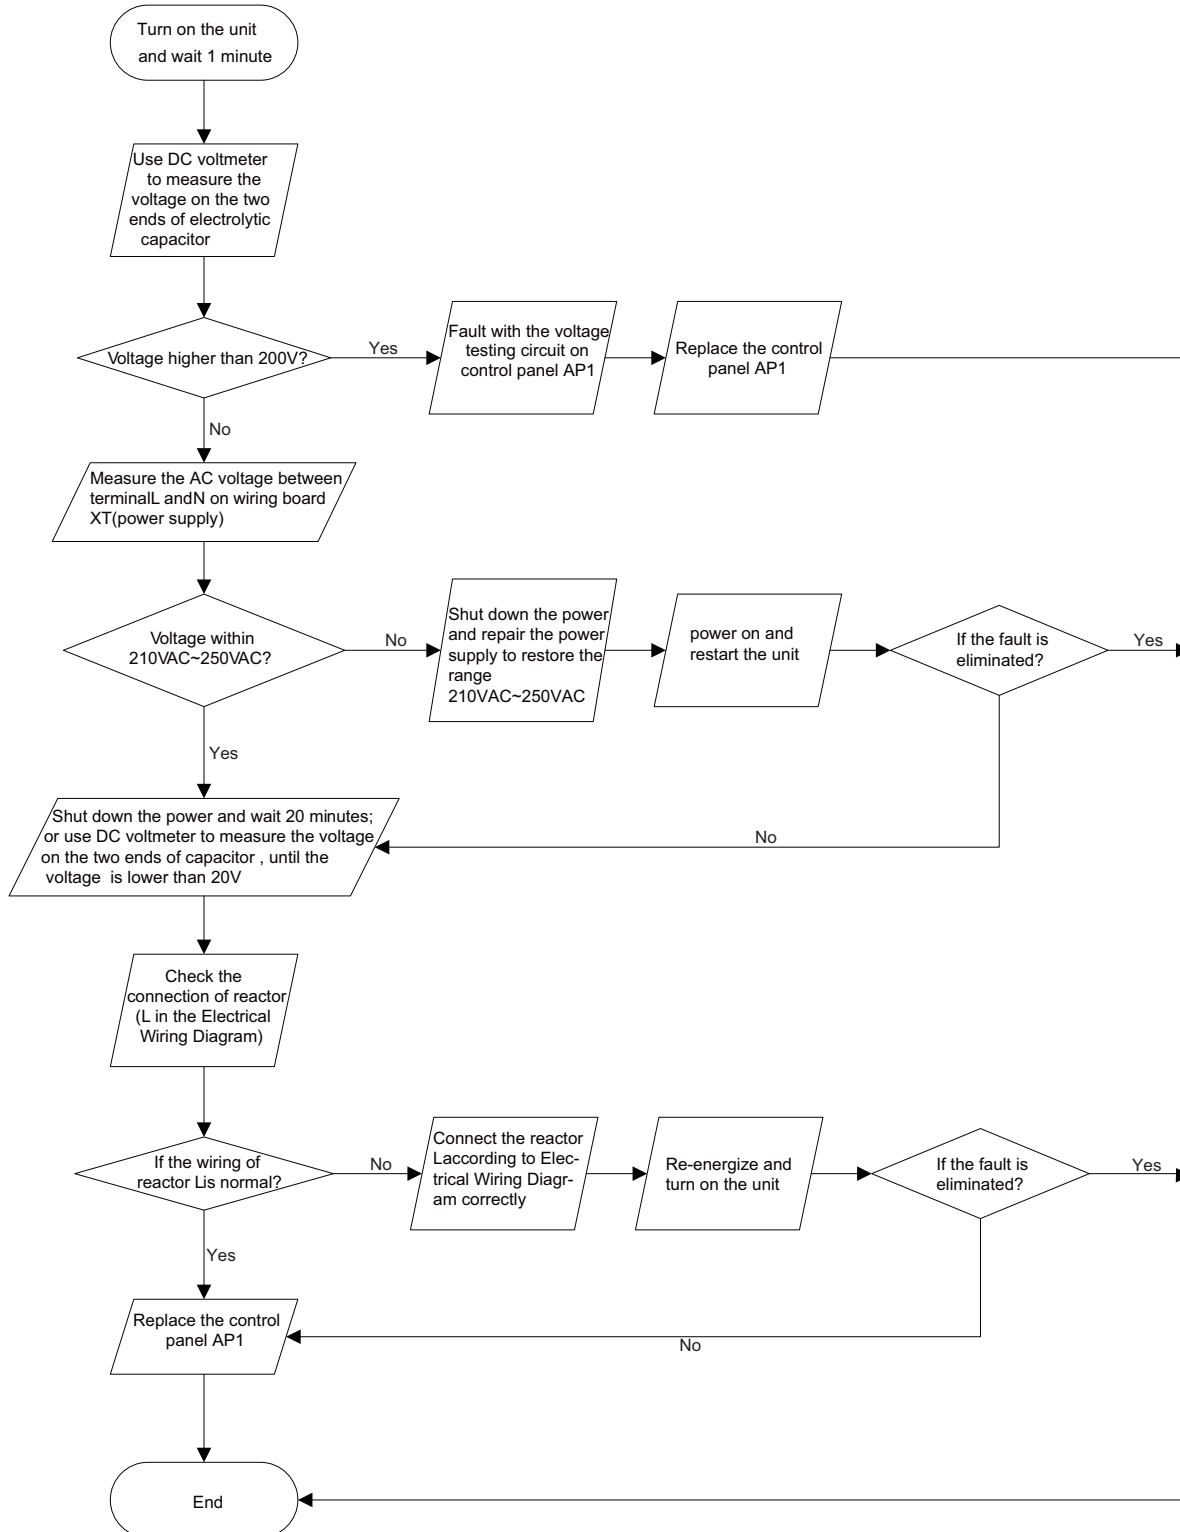 Turn on the unit
and wait 1 minute
Use DC voltmeter
to measure the
voltage on the two
ends of electrolytic
capacitor
Voltage higher than 200V?
Yes
Fault with the voltage
testing circuit on
control panel AP1
Replace the control
panel AP1
No
Measure the AC voltage between
terminalL andN on wiring board
XT(power supply)
Voltage within
210VAC~250VAC?
No
Shut down the power
and repair the power
supply to restore the
range
210VAC~250VAC
power on and
restart the unit
If the fault is
eliminated?
Yes
Yes
No
Shut down the power and wait 20 minutes;
or use DC voltmeter to measure the voltage
on the two ends of capacitor , until the
voltage is lower than 20V
Check the
connection of reactor
(L in the Electrical
Wiring Diagram)
If the wiring of
reactor Lis normal?
No
Connect the reactor
Laccording to Elec-
trical Wiring Diagr-
am correctly
Re-energize and
turn on the unit
If the fault is
eliminated?
Yes
Yes
No
Replace the control
panel AP1
End